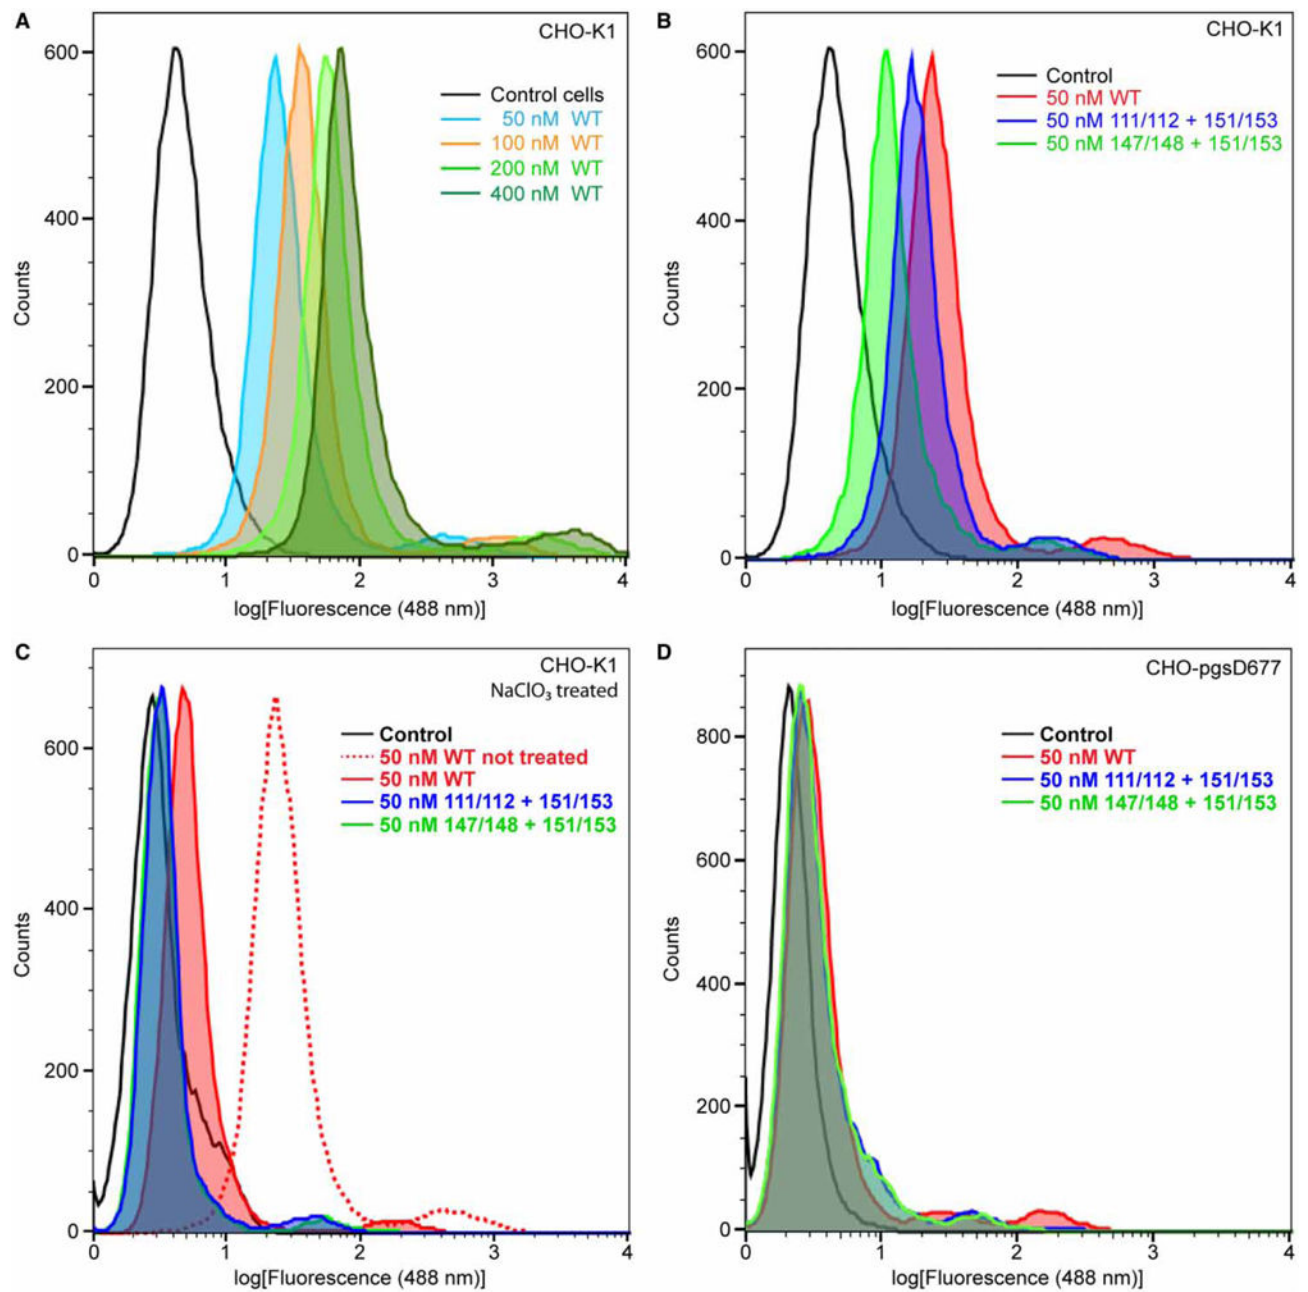 A
CHO-K1
Control cells
50 nM WT
100 nM WT
200 nM WT
400 nM WT
600
400
200
0
Counts
0 1 2 3 4
log[Fluorescence (488 nm)]
B
CHO-K1
Control
50 nM WT
50 nM 111/112 + 151/153
50 nM 147/148 + 151/153
600
400
200
0
Counts
0 1 2 3 4
log[Fluorescence (488 nm)]
C
CHO-K1
NaClO₃ treated
Control
50 nM WT not treated
50 nM WT
50 nM 111/112 + 151/153
50 nM 147/148 + 151/153
600
400
200
0
Counts
0 1 2 3 4
log[Fluorescence (488 nm)]
D
CHO-pgsD677
Control
50 nM WT
50 nM 111/112 + 151/153
50 nM 147/148 + 151/153
800
600
400
200
0
Counts
0 1 2 3 4
log[Fluorescence (488 nm)]